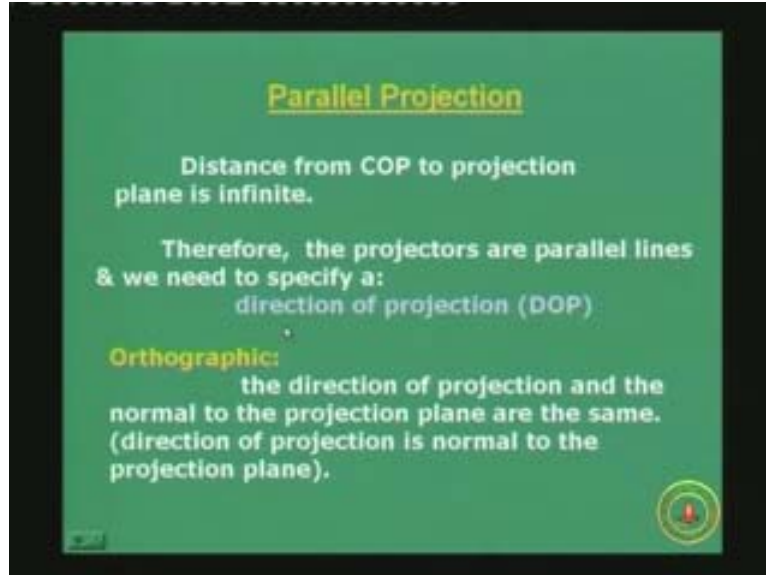 Parallel Projection
Distance from COP to projection
plane is infinite.
Therefore, the projectors are parallel lines
& we need to specify a:
direction of projection (DOP)
Orthographic:
the direction of projection and the
normal to the projection plane are the same.
(direction of projection is normal to the
projection plane).